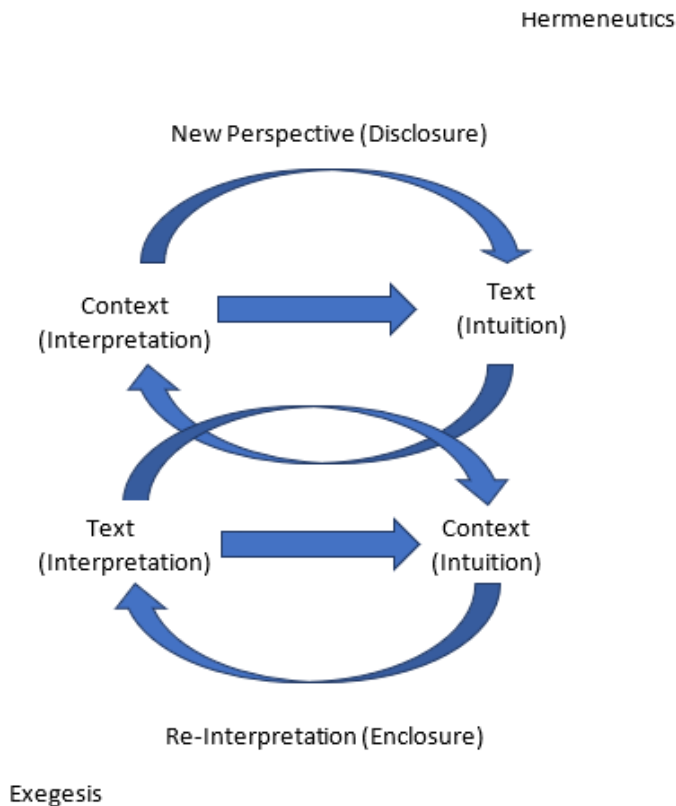 Hermeneutics
New Perspective (Disclosure)
Context
(Interpretation)
Text
(Intuition)
Text
(Interpretation)
Context
(Intuition)
Re-Interpretation (Enclosure)
Exegesis